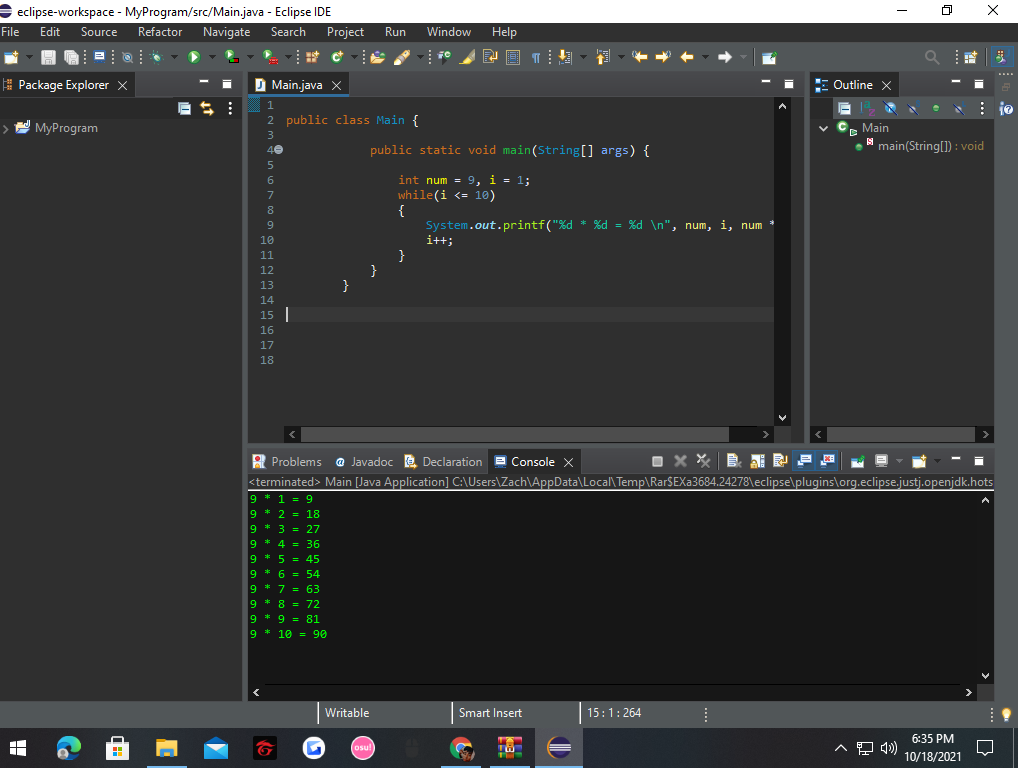 eclipse-workspace - MyProgram/src/Main.java - Eclipse IDE
File Edit Source Refactor Navigate Search Project Run Window Help
Package Explorer
Main.java
Outline
MyProgram
Main
main(String[]) : void
1
2 public class Main {
3
4 public static void main(String[] args) {
5
6 int num = 9, i = 1;
7 while(i <= 10)
8 {
9 System.out.printf("%d * %d = %d \n", num, i, num *
10 i++;
11 }
12 }
13 }
14
15
16
17
18
Problems @ Javadoc Declaration Console
<terminated> Main [Java Application] C:\Users\Zach\AppData\Local\Temp\Rar$EXa3684.24278\eclipse\plugins\org.eclipse.justj.openjdk.hots
9 * 1 = 9
9 * 2 = 18
9 * 3 = 27
9 * 4 = 36
9 * 5 = 45
9 * 6 = 54
9 * 7 = 63
9 * 8 = 72
9 * 9 = 81
9 * 10 = 90
Writable Smart Insert 15 : 1 : 264
osu!
6:35 PM
10/18/2021